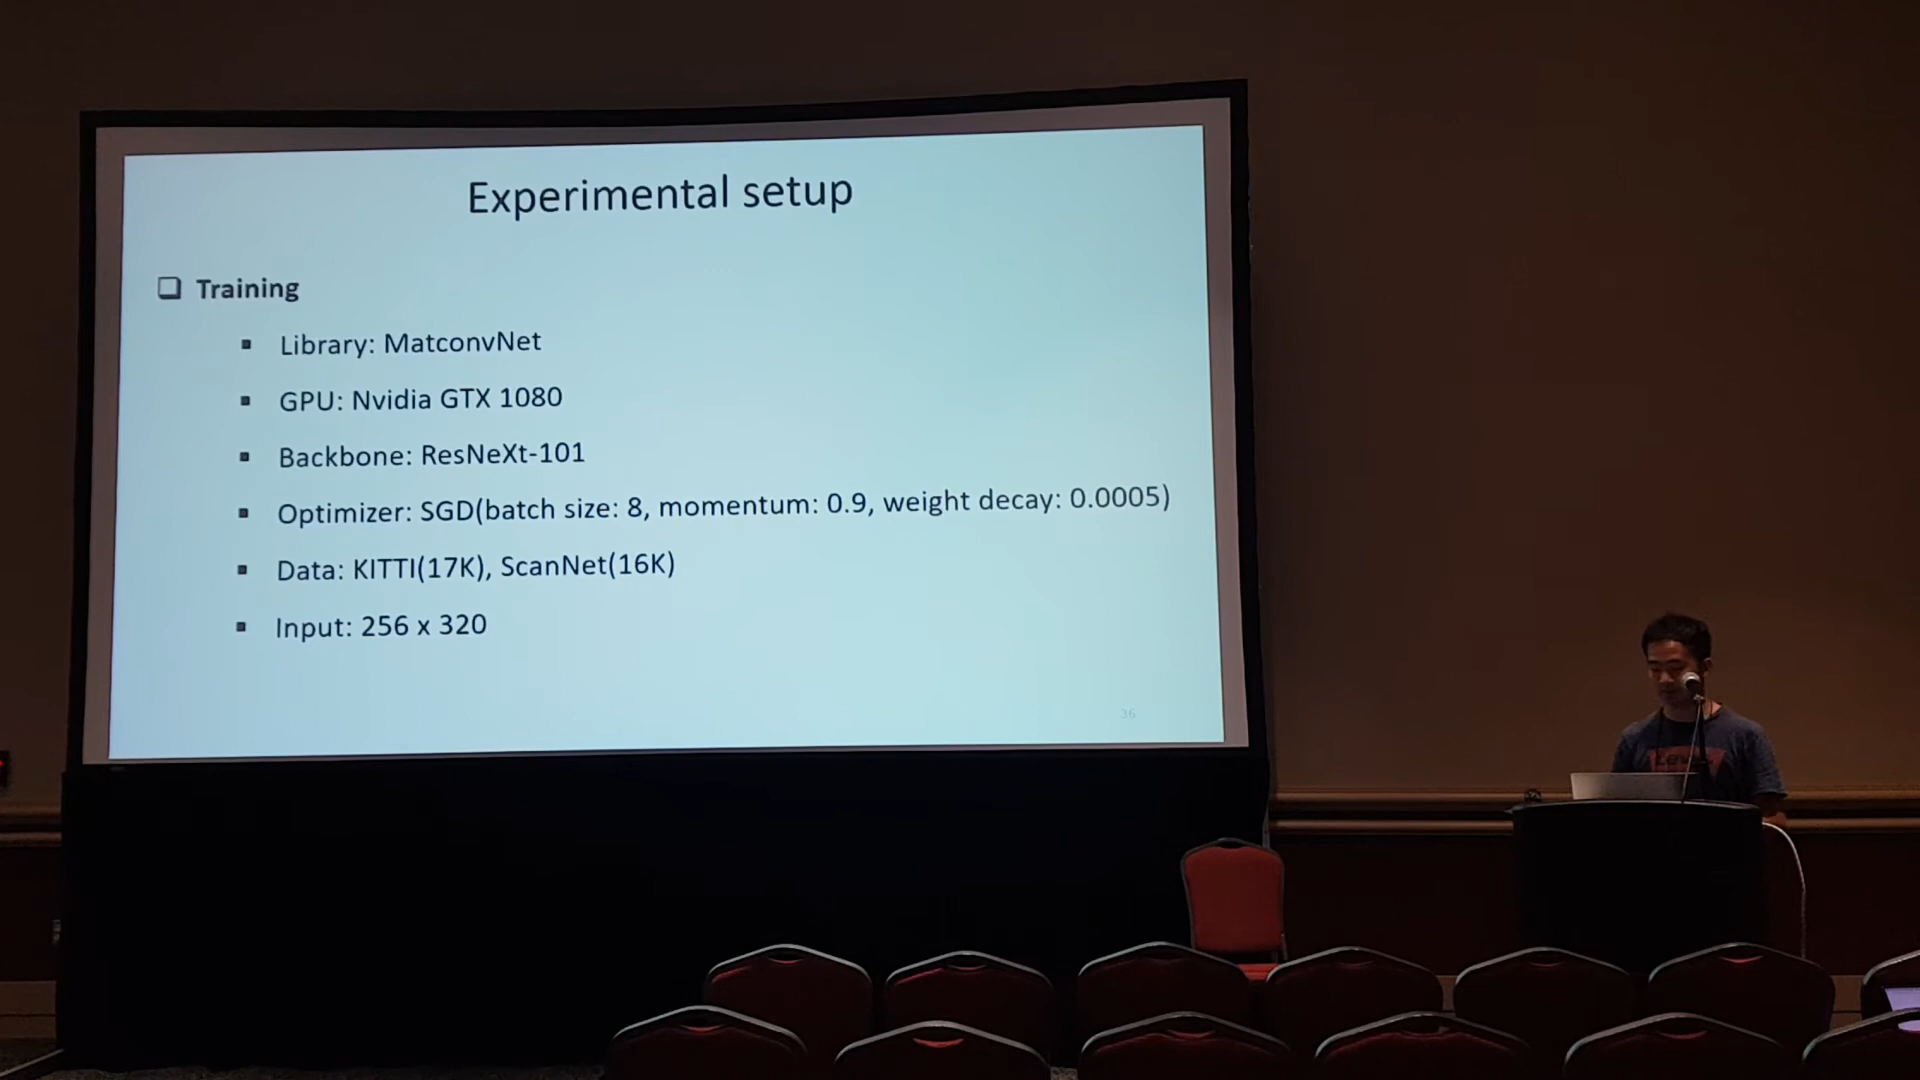 Experimental setup
Training
Library: MatconvNet
GPU: Nvidia GTX 1080
Backbone: ResNeXt-101
Optimizer: SGD(batch size: 8, momentum: 0.9, weight decay: 0.0005)
Data: KITTI(17K), ScanNet(16K)
Input: 256 x 320
36